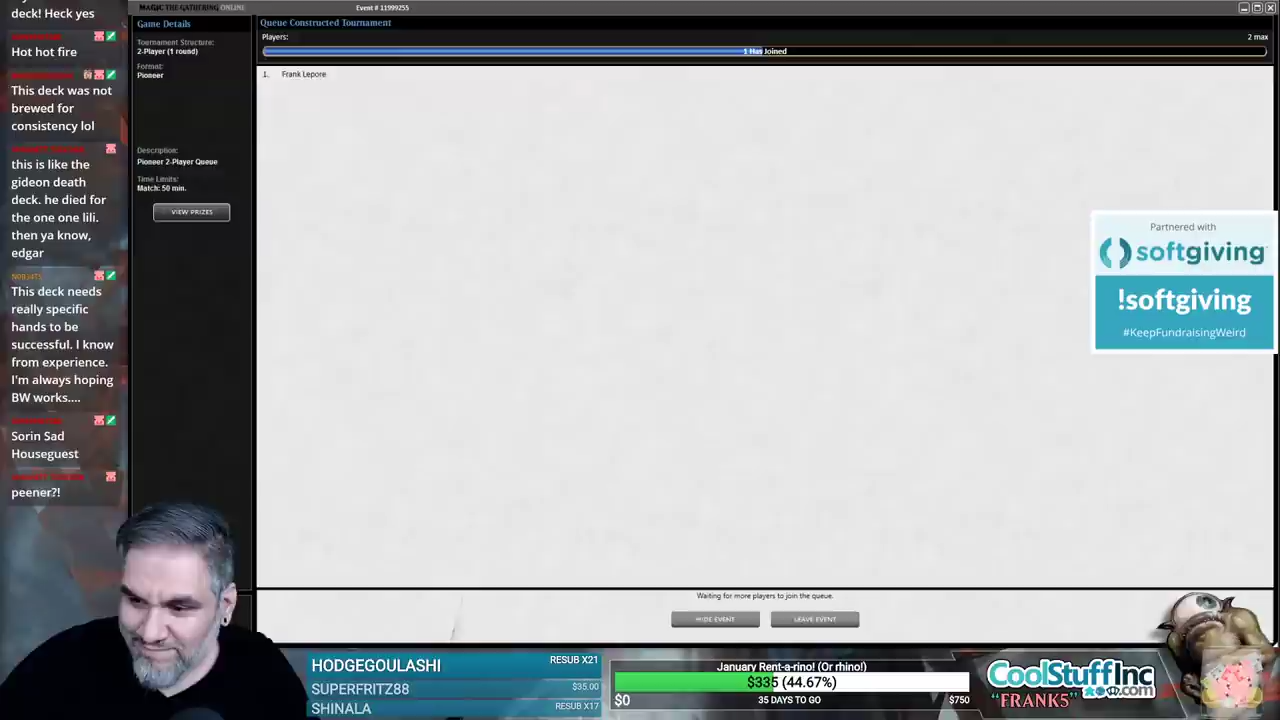 deck! Heck yes
Hot hot fire
This deck was not
brewed for
consistency lol
this is like the
gideon death
deck. he died for
the one one lili.
then ya know,
edgar
This deck needs
really specific
hands to be
successful. I know
from experience.
I'm always hoping
BW works....
Sorin Sad
Houseguest
peener?!
MAGIC THE GATHERING ONLINE
Event # 11999255
Game Details
Tournament Structure:
2-Player (1 round)
Format:
Pioneer
Description:
Pioneer 2-Player Queue
Time Limits:
Match: 50 min.
VIEW PRIZES
Queue Constructed Tournament
Players:
2 max
1 Has Joined
1. Frank Lepore
Waiting for more players to join the queue.
HIDE EVENT
LEAVE EVENT
Partnered with
softgiving
!softgiving
#KeepFundraisingWeird
HODGEGOULASHI RESUB X21
SUPERFRITZ88 $35.00
SHINALA RESUB X17
January Rent-a-rino! (Or rhino!)
$335 (44.67%)
$0 35 DAYS TO GO $750
CoolStuffInc
.com
"FRANK5"